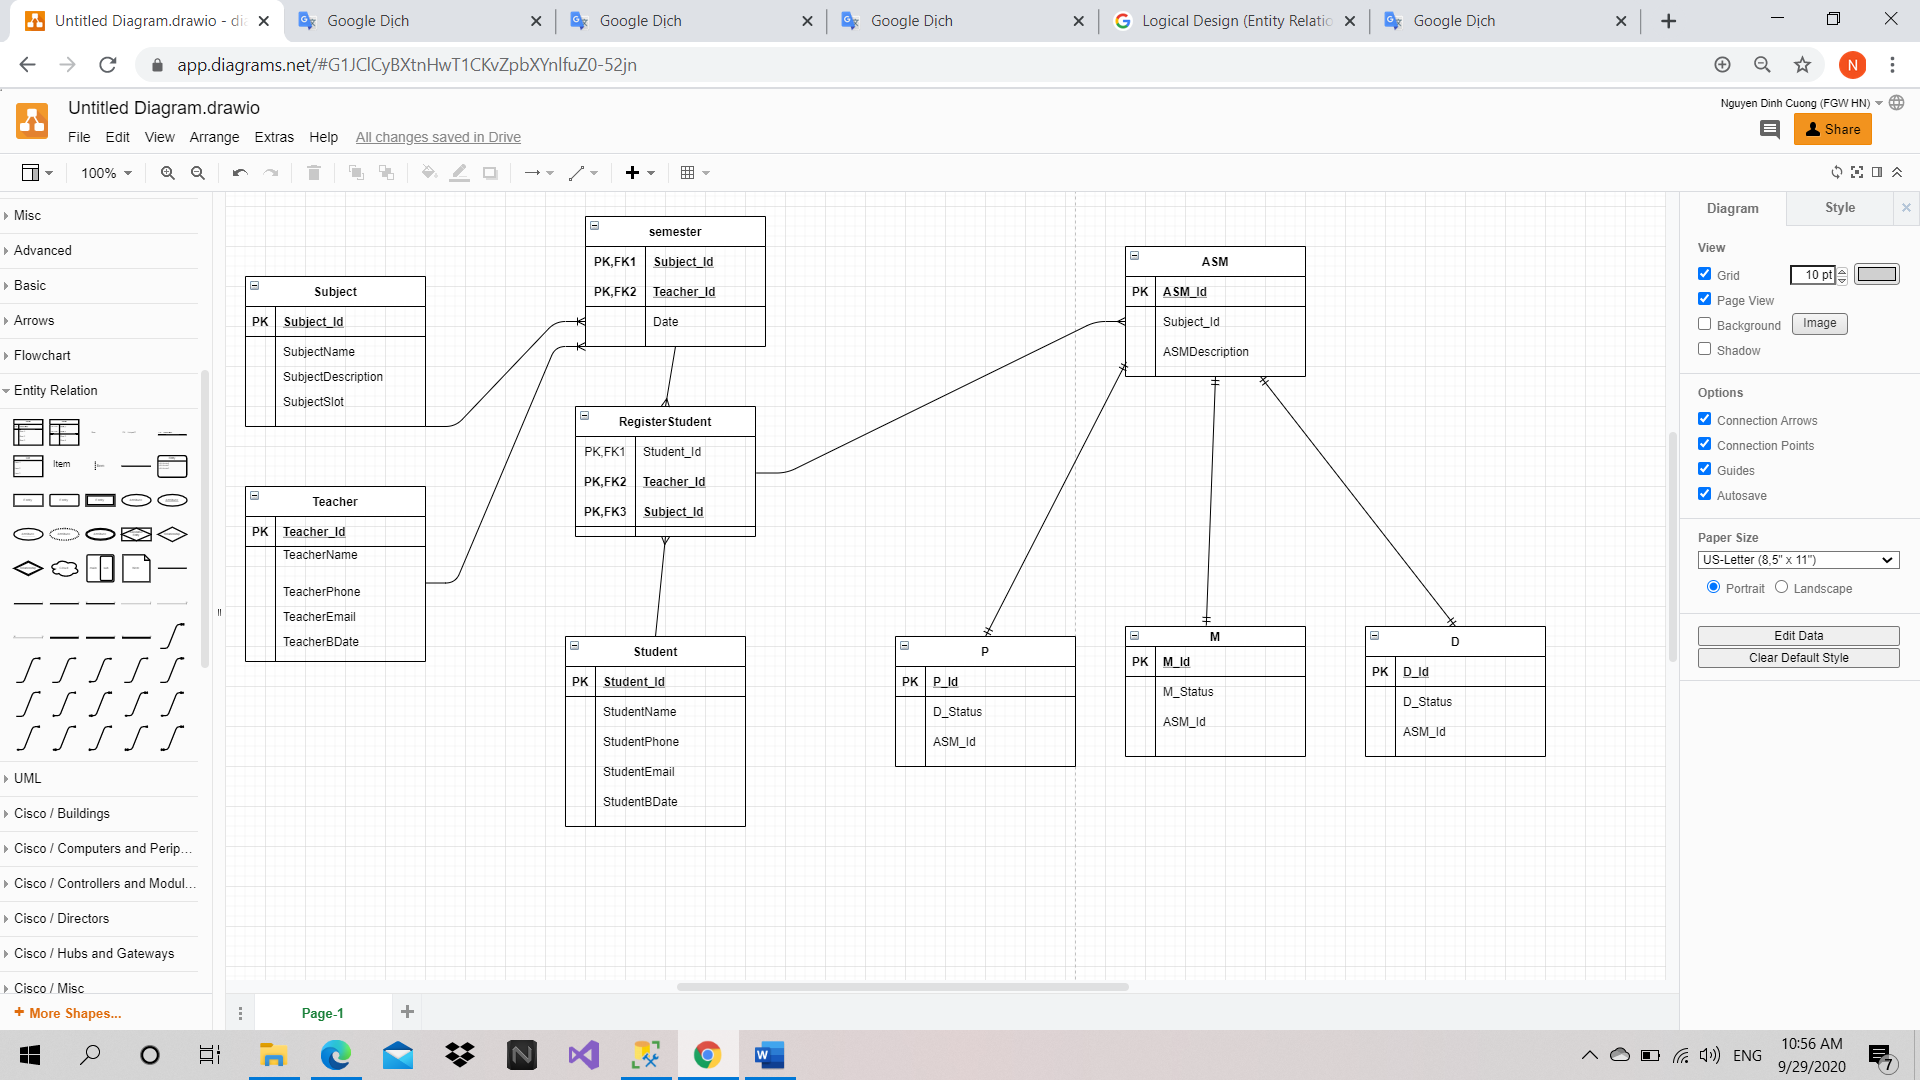 Untitled Diagram.drawio - di
Google Dịch
Google Dịch
Google Dịch
Logical Design (Entity Relatio
Google Dịch
app.diagrams.net/#G1JClCyBXtnHwT1CKvZpbXYnlfuZ0-52jn
N
Untitled Diagram.drawio
Nguyen Dinh Cuong (FGW HN)
File Edit View Arrange Extras Help All changes saved in Drive
Share
100%
Misc
Advanced
Basic
Arrows
Flowchart
Entity Relation
Item
UML
Cisco / Buildings
Cisco / Computers and Perip...
Cisco / Controllers and Modul...
Cisco / Directors
Cisco / Hubs and Gateways
Cisco / Misc
+ More Shapes...
semester
PK,FK1 Subject_Id
PK,FK2 Teacher_Id
Date
Subject
PK Subject_Id
SubjectName
SubjectDescription
SubjectSlot
Teacher
PK Teacher_Id
TeacherName
TeacherPhone
TeacherEmail
TeacherBDate
RegisterStudent
PK,FK1 Student_Id
PK,FK2 Teacher_Id
PK,FK3 Subject_Id
Student
PK Student_Id
StudentName
StudentPhone
StudentEmail
StudentBDate
ASM
PK ASM_Id
Subject_Id
ASMDescription
P
PK P_Id
D_Status
ASM_Id
M
PK M_Id
M_Status
ASM_Id
D
PK D_Id
D_Status
ASM_Id
Diagram Style
View
Grid 10 pt
Page View
Background Image
Shadow
Options
Connection Arrows
Connection Points
Guides
Autosave
Paper Size
US-Letter (8,5" x 11")
Portrait Landscape
Edit Data
Clear Default Style
Page-1
ENG
10:56 AM
9/29/2020
7